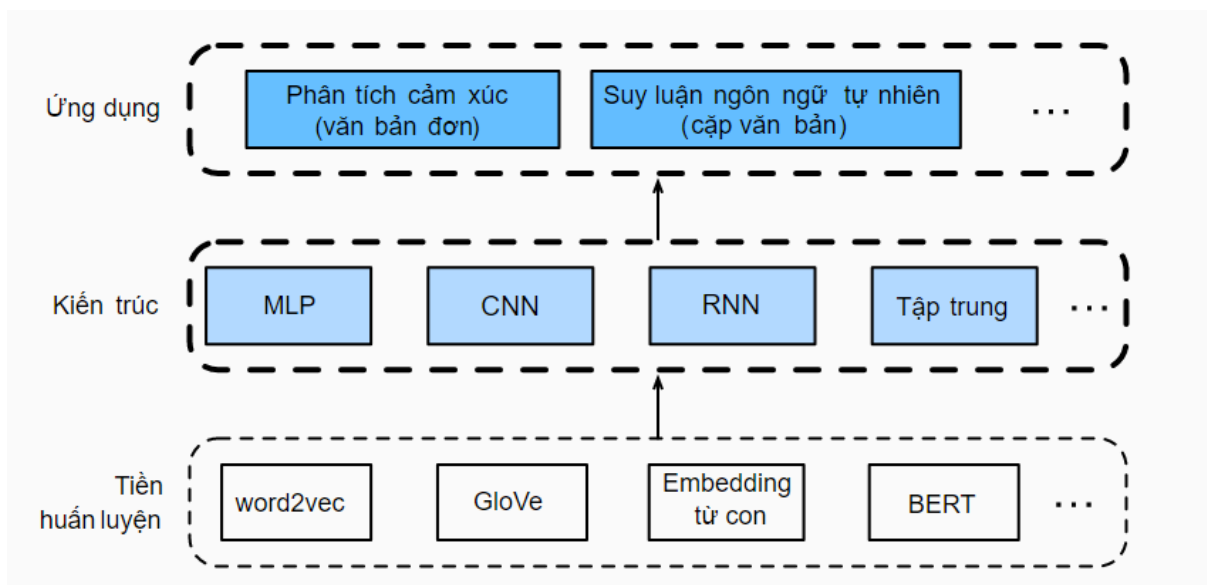 Ứng dụng
Phân tích cảm xúc
(văn bản đơn)
Suy luận ngôn ngữ tự nhiên
(cặp văn bản)
...
Kiến trúc
MLP
CNN
RNN
Tập trung
...
Tiền
huấn luyện
word2vec
GloVe
Embedding
từ con
BERT
...